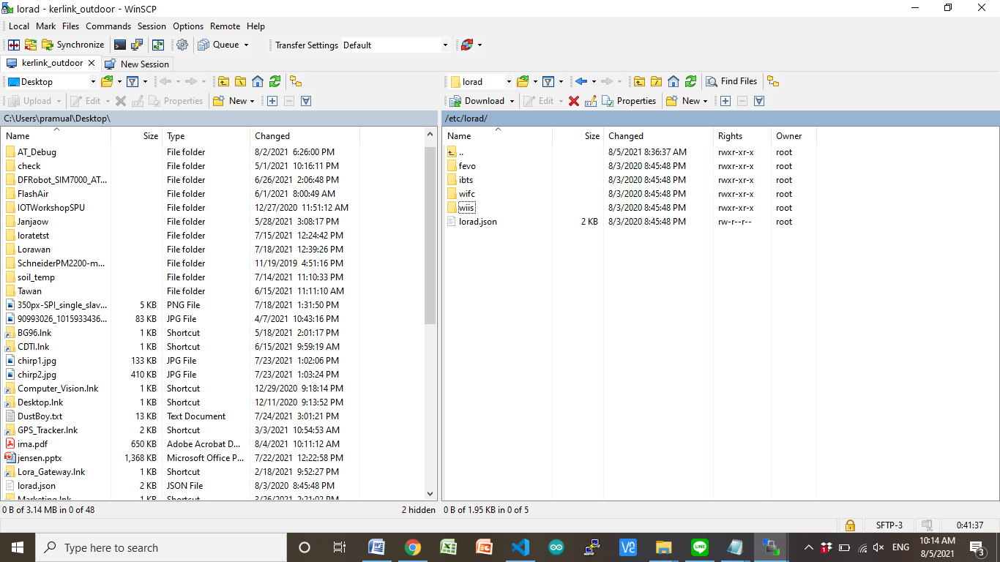 lorad - kerlink_outdoor - WinSCP
Local Mark Files Commands Session Options Remote Help
Synchronize Queue Transfer Settings Default
kerlink_outdoor New Session
Desktop lorad Find Files
Upload Edit Properties New Download Edit Properties New
C:\Users\pramual\Desktop\ /etc/lorad/
Name Size Type Changed
AT_Debug File folder 8/2/2021 6:26:00 PM
check File folder 5/1/2021 10:16:11 PM
DFRobot_SIM7000_AT... File folder 6/26/2021 2:06:48 PM
FlashAir File folder 6/1/2021 8:00:49 AM
IOTWorkshopSPU File folder 12/27/2020 11:51:12 AM
Janjaow File folder 5/28/2021 3:08:17 PM
loratetst File folder 7/15/2021 12:24:42 PM
Lorawan File folder 7/18/2021 12:39:26 PM
SchneiderPM2200-m... File folder 11/19/2019 4:51:16 PM
soil_temp File folder 7/14/2021 11:10:33 PM
Tawan File folder 6/15/2021 11:11:10 AM
350px-SPI_single_slav... 5 KB PNG File 7/18/2021 1:31:50 PM
90993026_1015933436... 83 KB JPG File 4/7/2021 10:43:16 PM
BG96.lnk 1 KB Shortcut 5/18/2021 2:01:17 PM
CDTI.lnk 1 KB Shortcut 6/15/2021 9:59:19 AM
chirp1.jpg 133 KB JPG File 7/23/2021 1:02:06 PM
chirp2.jpg 410 KB JPG File 7/23/2021 1:03:24 PM
Computer_Vision.lnk 1 KB Shortcut 12/29/2020 9:18:14 PM
Desktop.lnk 1 KB Shortcut 12/11/2020 9:13:52 PM
DustBoy.txt 13 KB Text Document 7/24/2021 3:01:21 PM
GPS_Tracker.lnk 2 KB Shortcut 3/3/2021 10:54:53 AM
ima.pdf 650 KB Adobe Acrobat D... 8/4/2021 10:11:12 AM
jensen.pptx 1,368 KB Microsoft Office P... 7/22/2021 12:22:58 PM
Lora_Gateway.lnk 1 KB Shortcut 2/18/2021 9:52:27 PM
lorad.json 2 KB JSON File 8/3/2020 8:45:48 PM
Marketing.lnk 1 KB Shortcut 3/26/2021 2:21:02 PM
Name Size Changed Rights Owner
.. 8/5/2021 8:36:37 AM rwxr-xr-x root
fevo 8/3/2020 8:45:48 PM rwxr-xr-x root
ibts 8/3/2020 8:45:48 PM rwxr-xr-x root
wifc 8/3/2020 8:45:48 PM rwxr-xr-x root
wiis 8/3/2020 8:45:48 PM rwxr-xr-x root
lorad.json 2 KB 8/3/2020 8:45:48 PM rw-r--r-- root
0 B of 3.14 MB in 0 of 48 2 hidden 0 B of 1.95 KB in 0 of 5
SFTP-3 0:41:37
Type here to search ENG 10:14 AM
8/5/2021 3